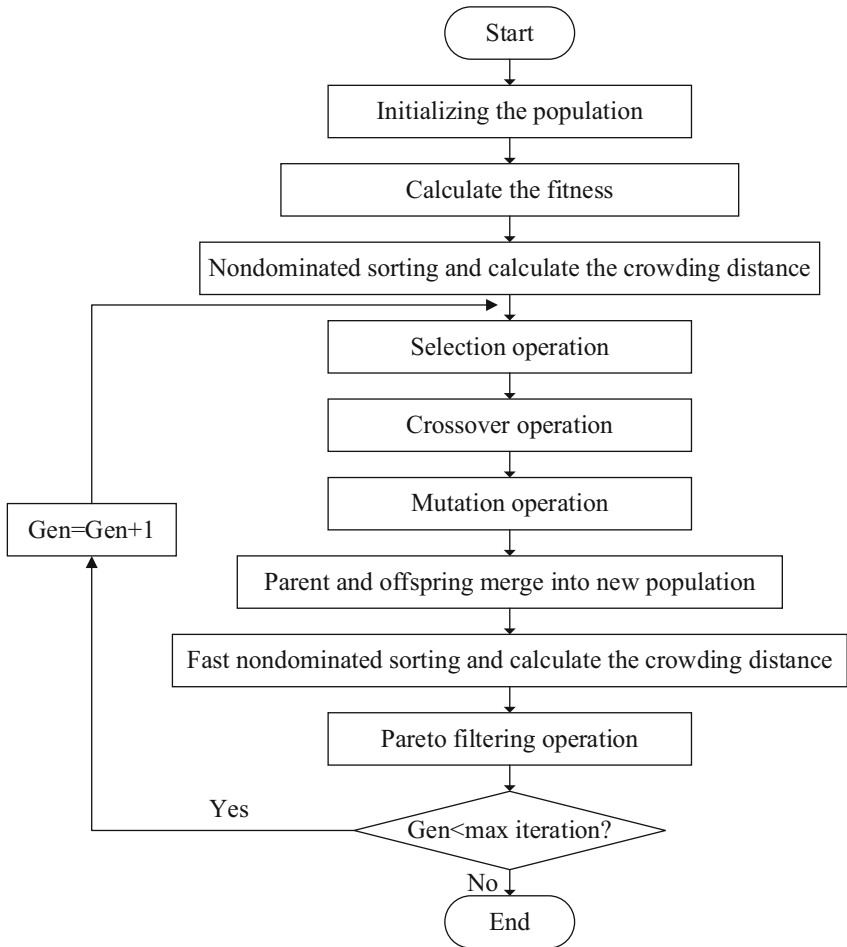 Start
Initializing the population
Calculate the fitness
Nondominated sorting and calculate the crowding distance
Selection operation
Crossover operation
Mutation operation
Gen=Gen+1
Parent and offspring merge into new population
Fast nondominated sorting and calculate the crowding distance
Pareto filtering operation
Yes
Gen<max iteration?
No
End